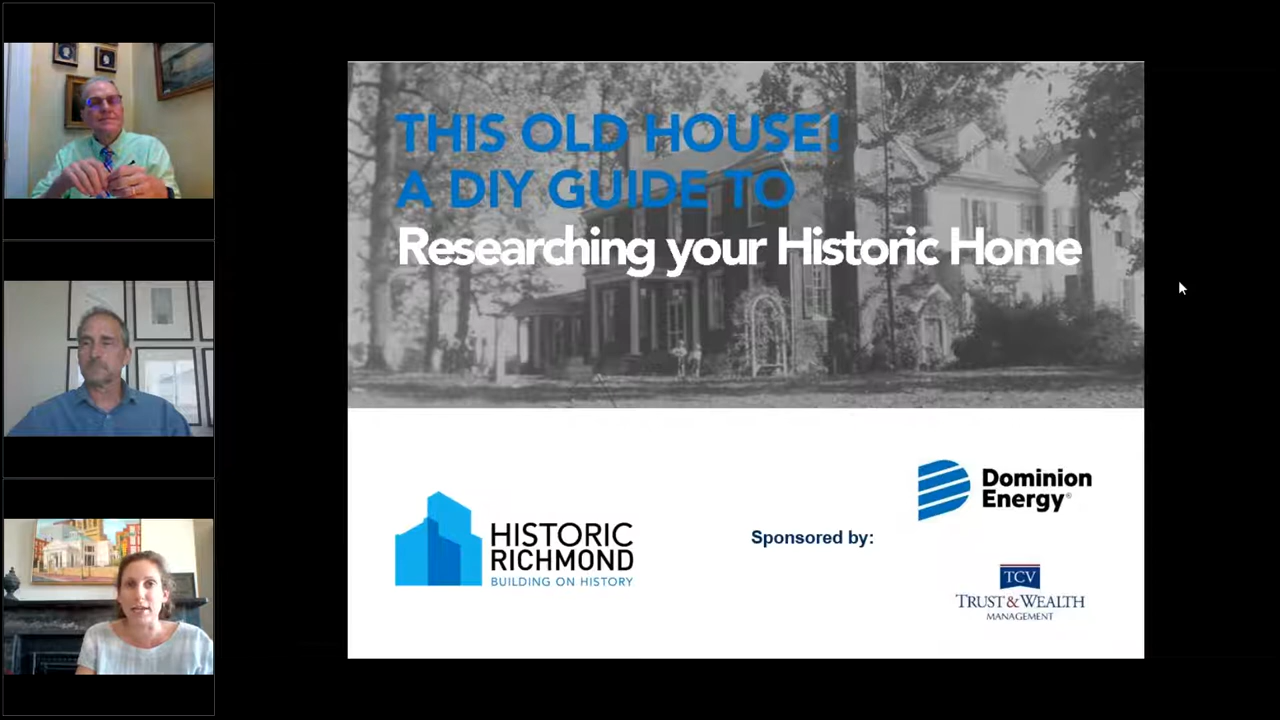 THIS OLD HOUSE!
A DIY GUIDE TO
Researching your Historic Home
HISTORIC
RICHMOND
BUILDING ON HISTORY
Sponsored by:
Dominion
Energy®
TCV
TRUST & WEALTH
MANAGEMENT